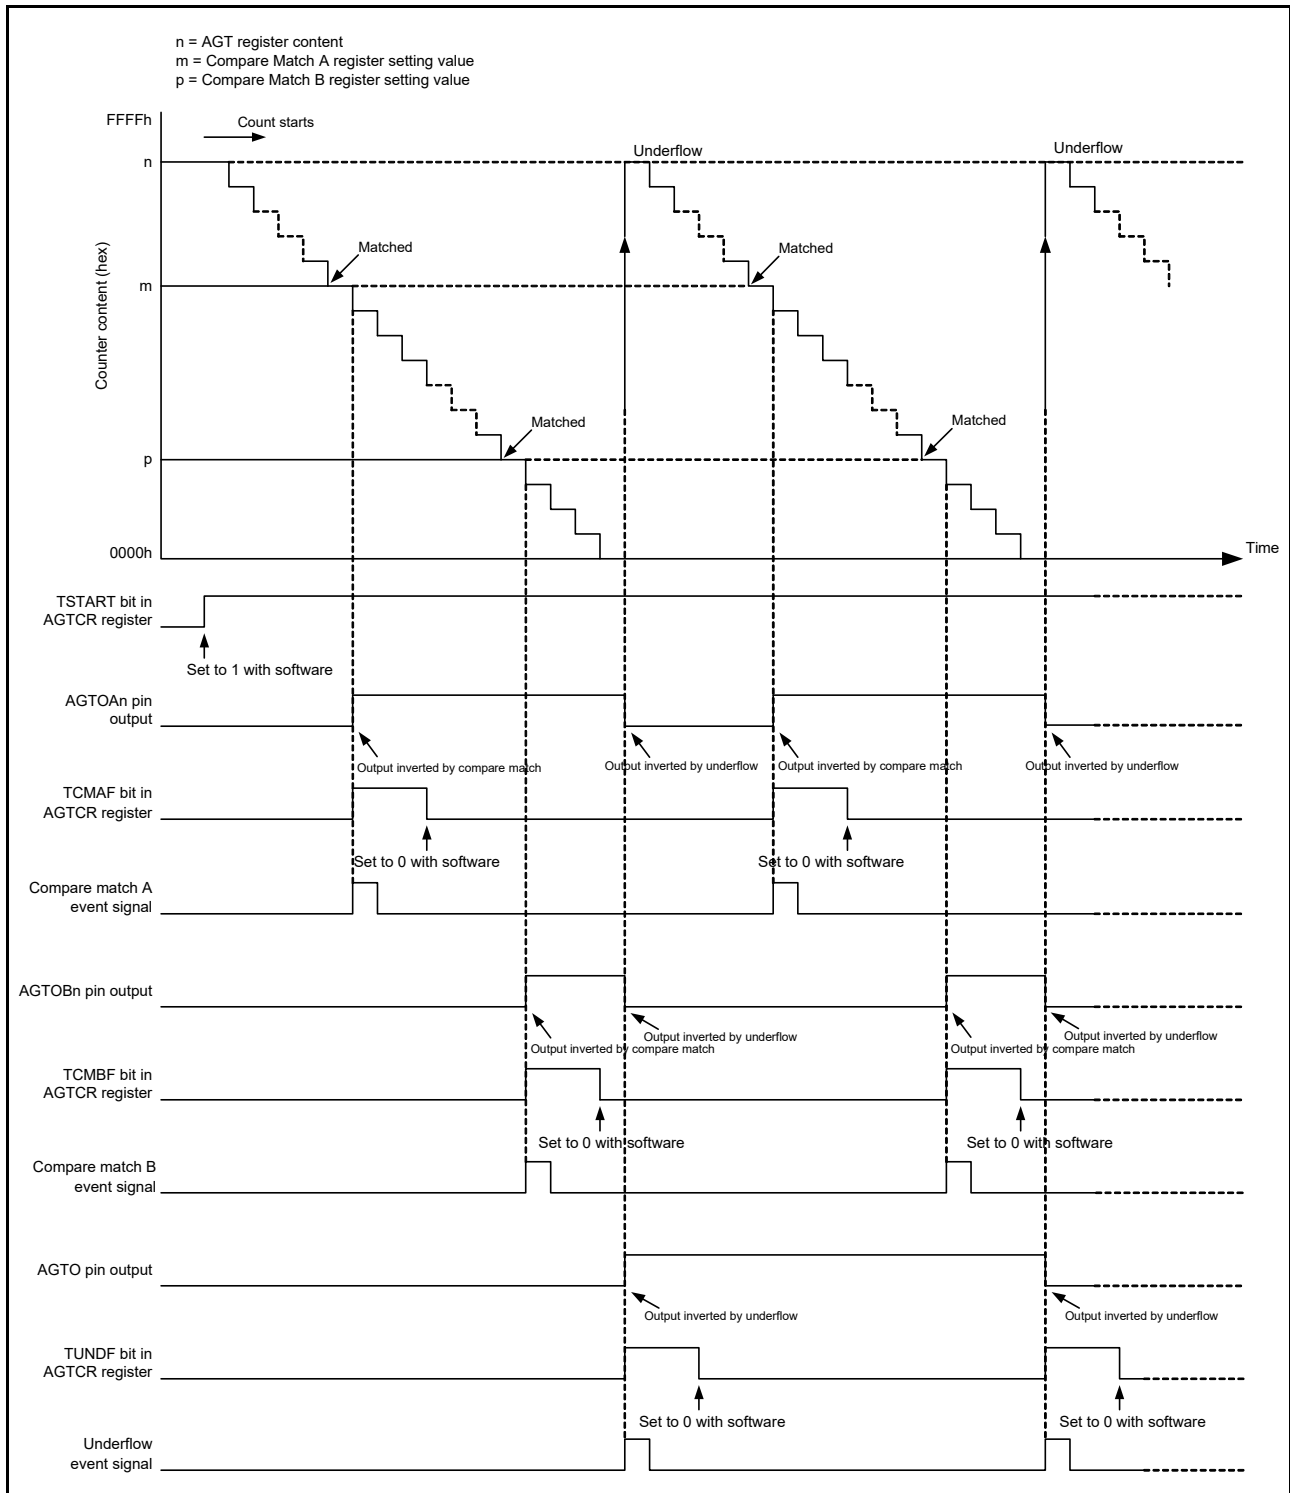 n = AGT register content
m = Compare Match A register setting value
p = Compare Match B register setting value
FFFFh
Count starts
n
Underflow
Underflow
Matched
Matched
Counter content (hex)
m
Matched
Matched
p
0000h
Time
TSTART bit in
AGTCR register
Set to 1 with software
AGTOAn pin
output
Output inverted by compare match
Output inverted by underflow
Output inverted by compare match
Output inverted by underflow
TCMAF bit in
AGTCR register
Set to 0 with software
Set to 0 with software
Compare match A
event signal
AGTOBn pin output
Output inverted by underflow
Output inverted by underflow
Output inverted by compare match
Output inverted by compare match
TCMBF bit in
AGTCR register
Set to 0 with software
Set to 0 with software
Compare match B
event signal
AGTO pin output
Output inverted by underflow
Output inverted by underflow
TUNDF bit in
AGTCR register
Set to 0 with software
Set to 0 with software
Underflow
event signal